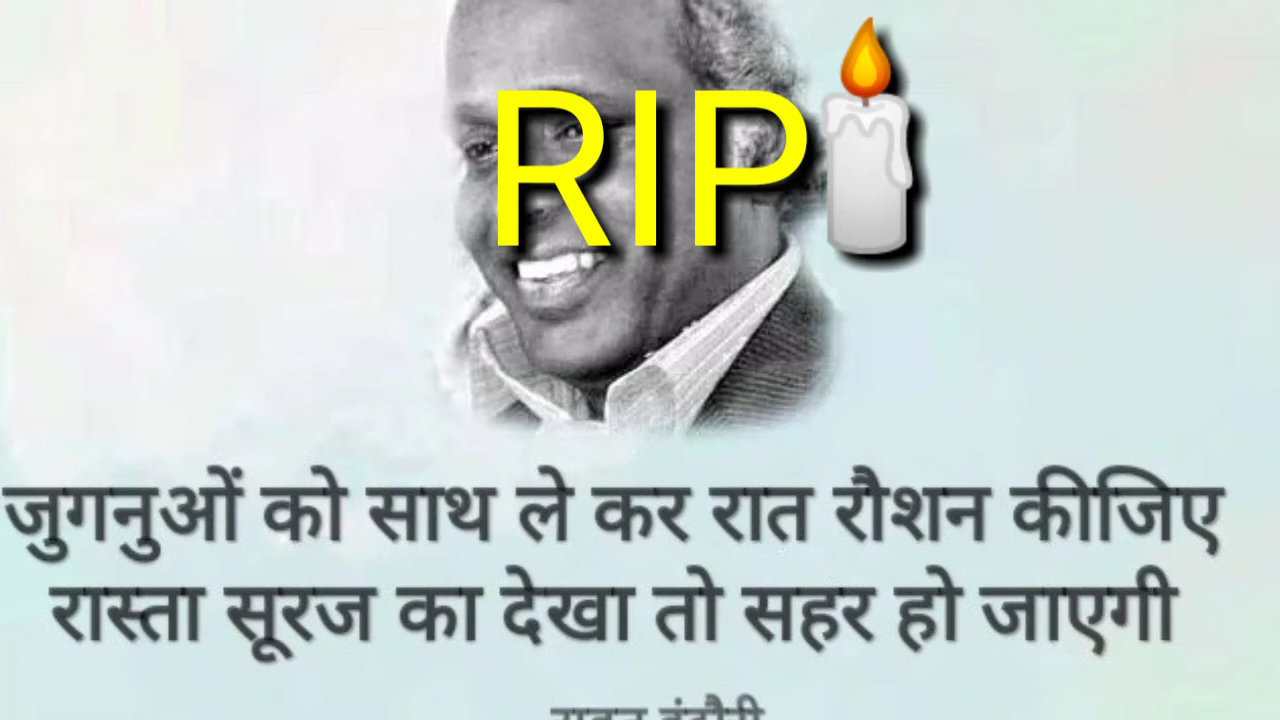 RIP
जुगनुओं को साथ ले कर रात रौशन कीजिए
रास्ता सूरज का देखा तो सहर हो जाएगी